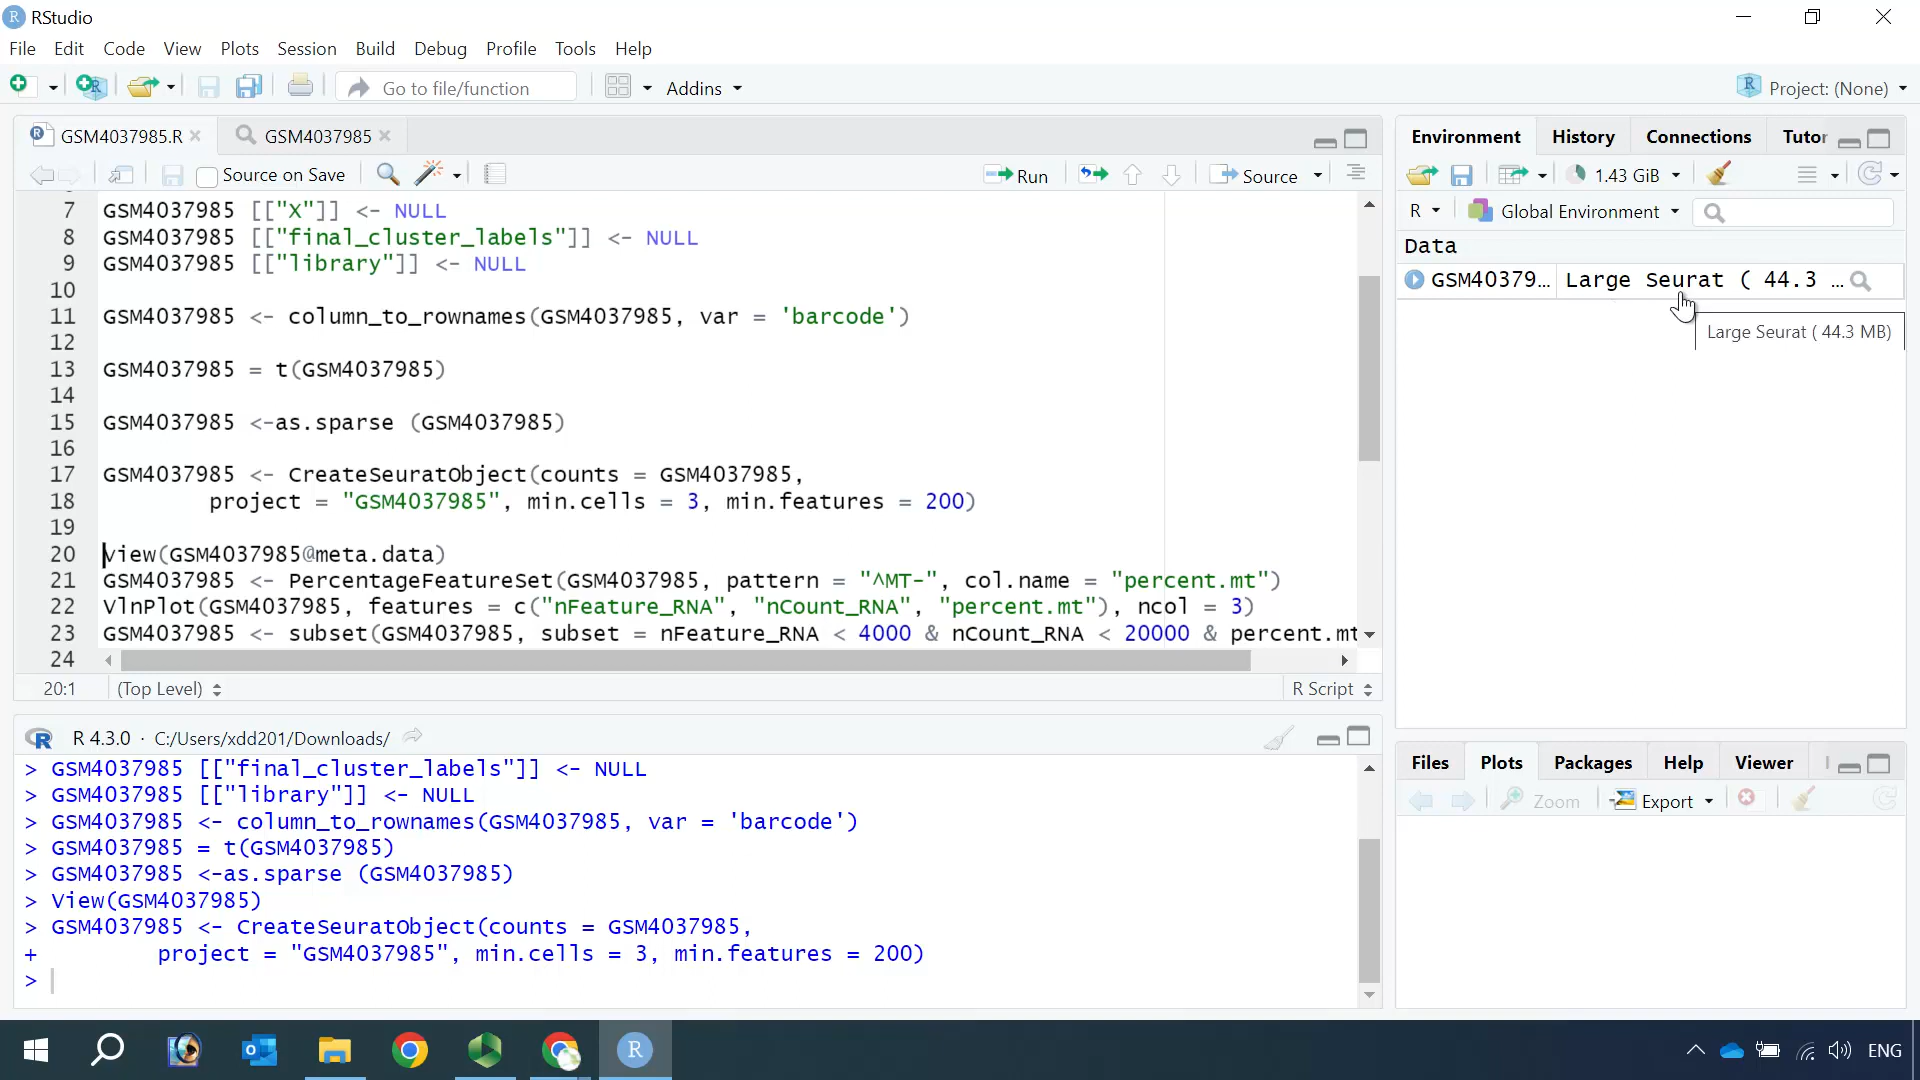 RStudio
File Edit Code View Plots Session Build Debug Profile Tools Help
Go to file/function Addins Project: (None)
GSM4037985.R GSM4037985
Source on Save Run Source
7 GSM4037985 [["X"]] <- NULL
8 GSM4037985 [["final_cluster_labels"]] <- NULL
9 GSM4037985 [["library"]] <- NULL
10
11 GSM4037985 <- column_to_rownames(GSM4037985, var = 'barcode')
12
13 GSM4037985 = t(GSM4037985)
14
15 GSM4037985 <-as.sparse (GSM4037985)
16
17 GSM4037985 <- CreateSeuratObject(counts = GSM4037985,
18 project = "GSM4037985", min.cells = 3, min.features = 200)
19
20 view(GSM4037985@meta.data)
21 GSM4037985 <- PercentageFeatureSet(GSM4037985, pattern = "^MT-", col.name = "percent.mt")
22 VlnPlot(GSM4037985, features = c("nFeature_RNA", "nCount_RNA", "percent.mt"), ncol = 3)
23 GSM4037985 <- subset(GSM4037985, subset = nFeature_RNA < 4000 & nCount_RNA < 20000 & percent.mt
24
20:1 (Top Level) R Script
R 4.3.0 · C:/Users/xdd201/Downloads/
> GSM4037985 [["final_cluster_labels"]] <- NULL
> GSM4037985 [["library"]] <- NULL
> GSM4037985 <- column_to_rownames(GSM4037985, var = 'barcode')
> GSM4037985 = t(GSM4037985)
> GSM4037985 <-as.sparse (GSM4037985)
> View(GSM4037985)
> GSM4037985 <- CreateSeuratObject(counts = GSM4037985,
+ project = "GSM4037985", min.cells = 3, min.features = 200)
>
Environment History Connections Tutor
1.43 GiB
R Global Environment
Data
GSM40379... Large Seurat ( 44.3 ...
Large Seurat ( 44.3 MB)
Files Plots Packages Help Viewer
Zoom Export
ENG